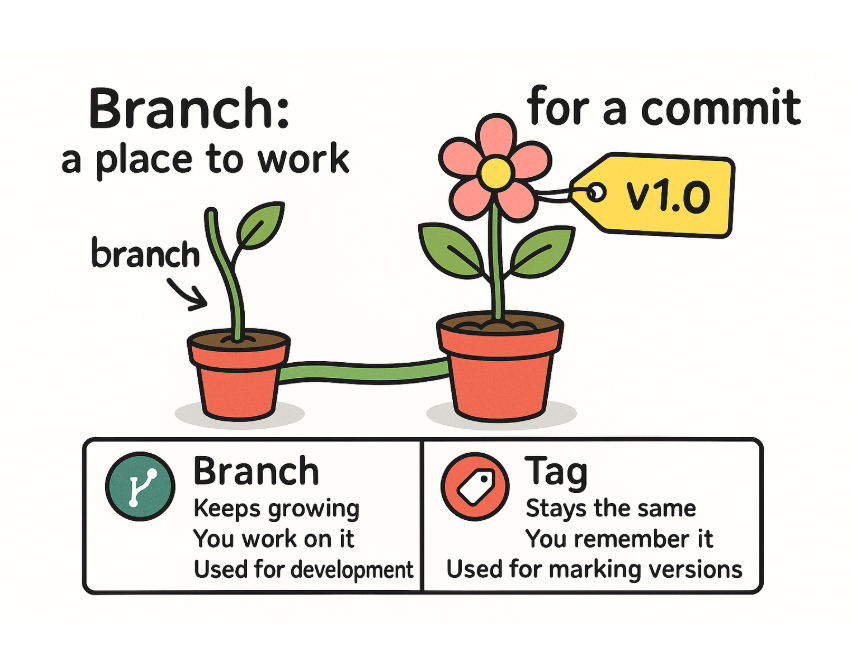 Branch:
a place to work
for a commit
v1.0
branch
Branch
Keeps growing
You work on it
Used for development
Tag
Stays the same
You remember it
Used for marking versions